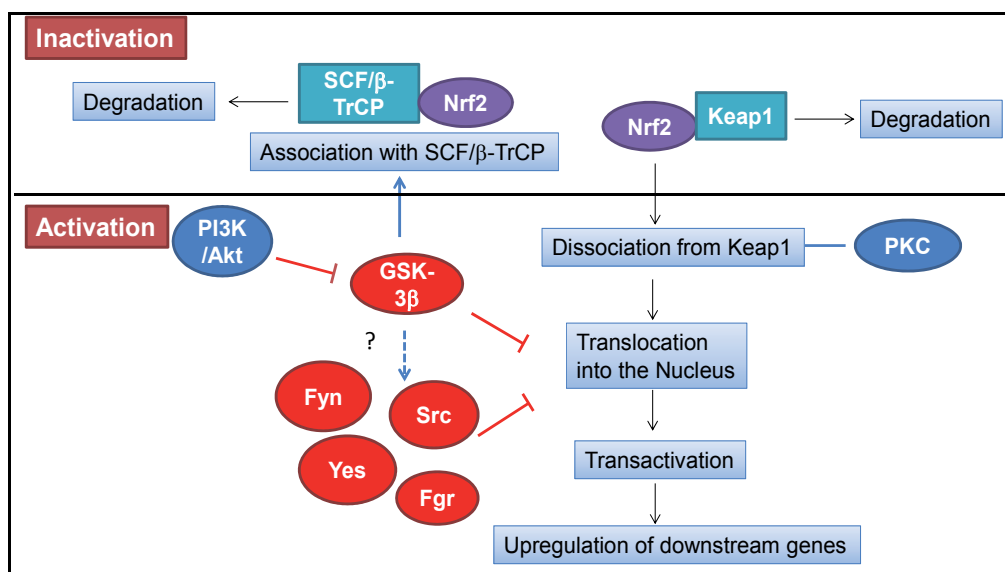 Inactivation
SCF/β-
TrCP
Nrf2
Degradation
Association with SCF/β-TrCP
Nrf2
Keap1
Degradation
Activation
PI3K
/Akt
GSK-
3β
?
Fyn
Src
Yes
Fgr
Dissociation from Keap1
PKC
Translocation
into the Nucleus
Transactivation
Upregulation of downstream genes